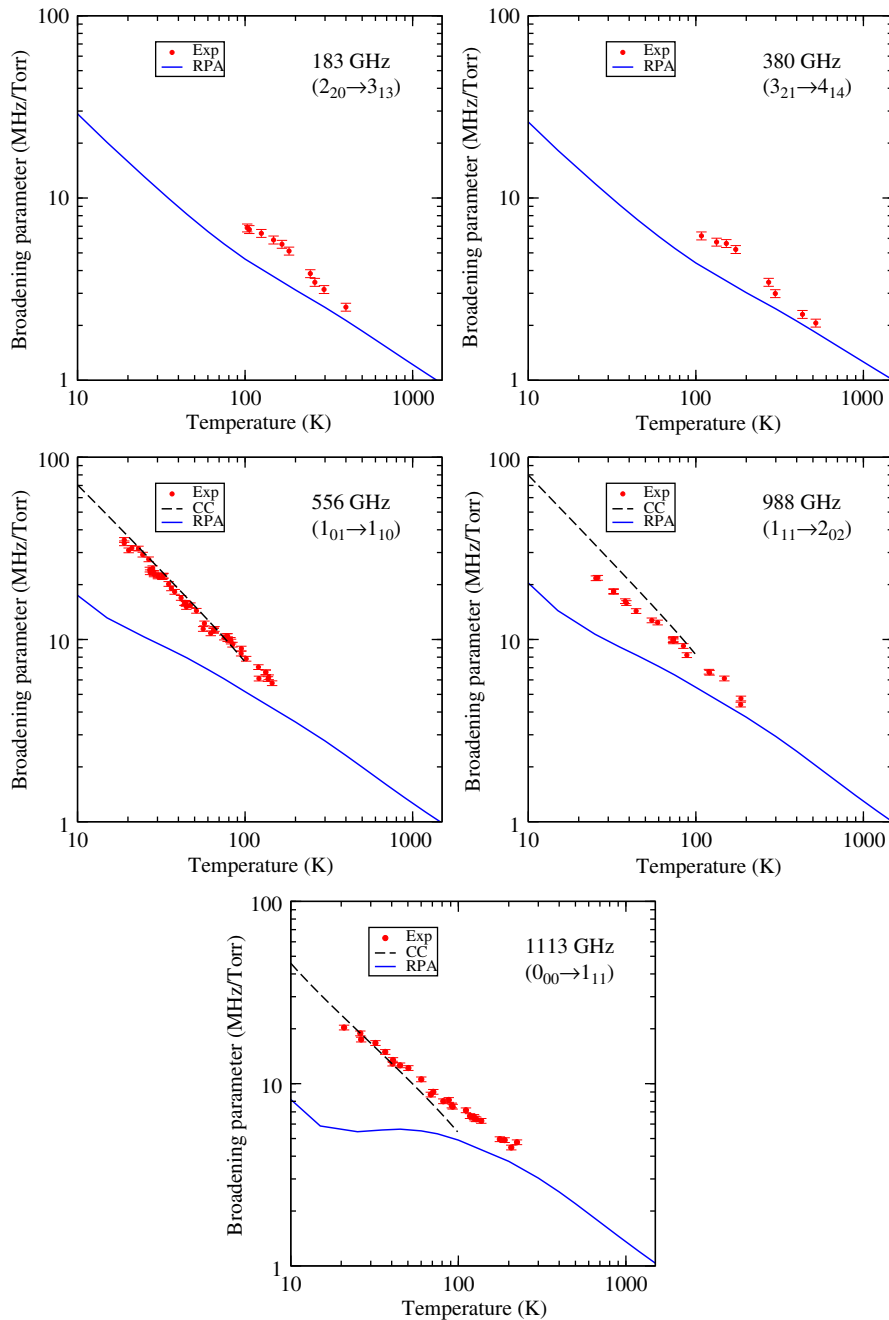 100
Exp
RPA
183 GHz
(2₂₀→3₁₃)
10
1
10 100 1000
Broadening parameter (MHz/Torr)
Temperature (K)
100
Exp
RPA
380 GHz
(3₂₁→4₁₄)
10
1
10 100 1000
Broadening parameter (MHz/Torr)
Temperature (K)
100
Exp
CC
RPA
556 GHz
(1₀₁→1₁₀)
10
1
10 100 1000
Broadening parameter (MHz/Torr)
Temperature (K)
100
Exp
CC
RPA
988 GHz
(1₁₁→2₀₂)
10
1
10 100 1000
Broadening parameter (MHz/Torr)
Temperature (K)
100
Exp
CC
RPA
1113 GHz
(0₀₀→1₁₁)
10
1
10 100 1000
Broadening parameter (MHz/Torr)
Temperature (K)